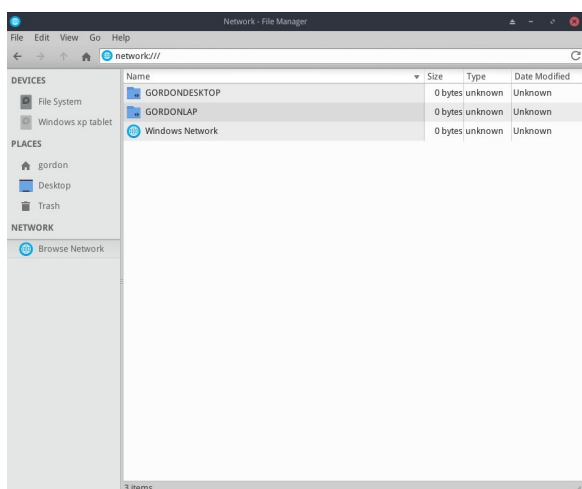 Network - File Manager
File Edit View Go Help
network:///
DEVICES
File System
Windows xp tablet
PLACES
gordon
Desktop
Trash
NETWORK
Browse Network
Name Size Type Date Modified
GORDONDESKTOP 0 bytes unknown Unknown
GORDONLAP 0 bytes unknown Unknown
Windows Network 0 bytes unknown Unknown
3 items